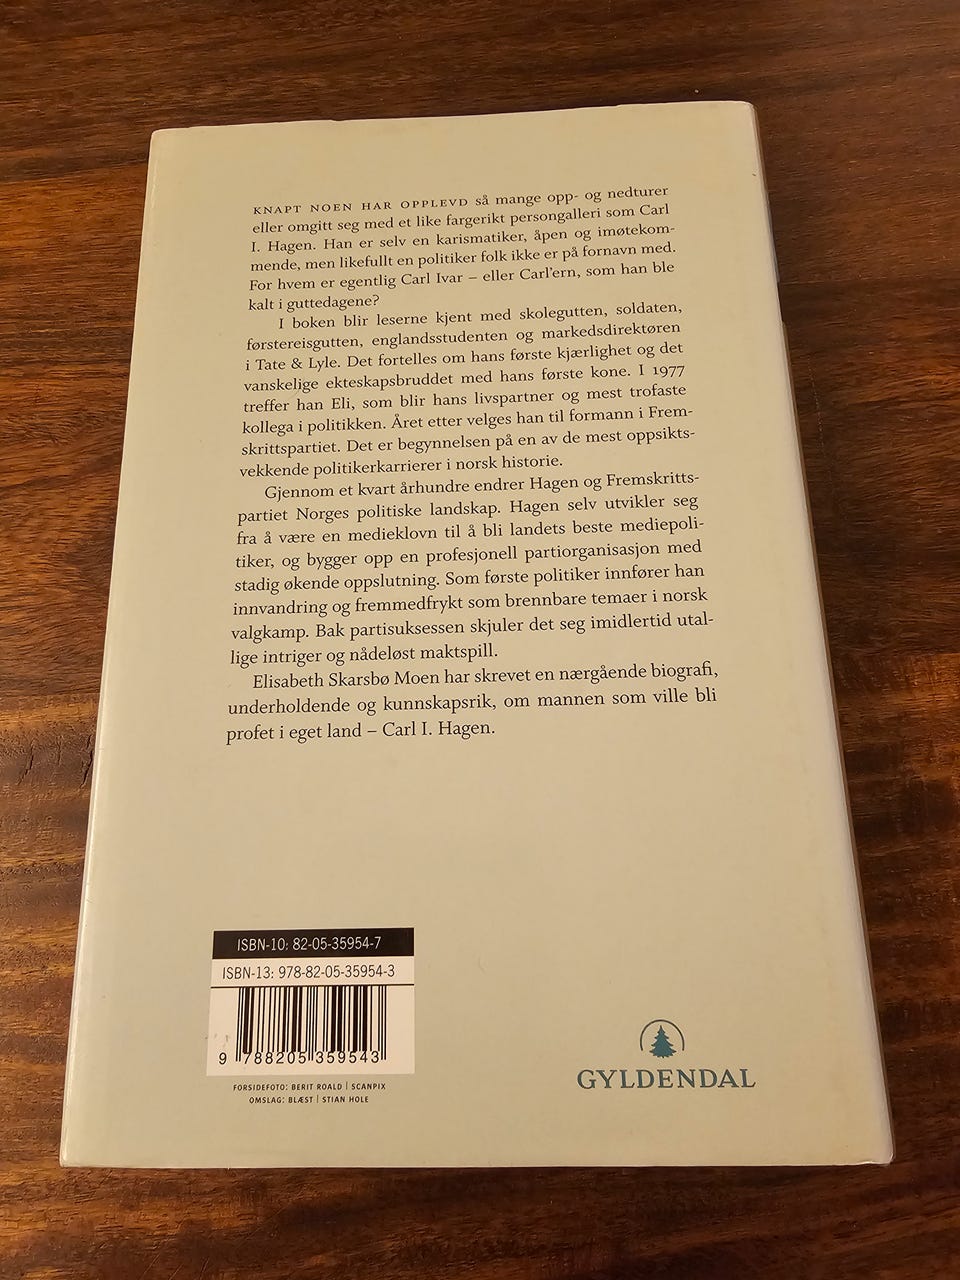 KNAPT NOEN HAR OPPLEVD så mange opp- og nedturer
eller omgitt seg med et like fargerikt persongalleri som Carl
I. Hagen. Han er selv en karismatiker, åpen og imøtekom-
mende, men likefullt en politiker folk ikke er på fornavn med.
For hvem er egentlig Carl Ivar – eller Carl'ern, som han ble
kalt i guttedagene?
I boken blir leserne kjent med skolegutten, soldaten,
førstereisgutten, englandsstudenten og markedsdirektøren
i Tate & Lyle. Det fortelles om hans første kjærlighet og det
vanskelige ekteskapsbruddet med hans første kone. I 1977
treffer han Eli, som blir hans livspartner og mest trofaste
kollega i politikken. Året etter velges han til formann i Frem-
skrittspartiet. Det er begynnelsen på en av de mest oppsikts-
vekkende politikerkarrierer i norsk historie.
Gjennom et kvart århundre endrer Hagen og Fremskritts-
partiet Norges politiske landskap. Hagen selv utvikler seg
fra å være en medieklovn til å bli landets beste mediepoli-
tiker, og bygger opp en profesjonell partiorganisasjon med
stadig økende oppslutning. Som første politiker innfører han
innvandring og fremmedfrykt som brennbare temaer i norsk
valgkamp. Bak partisuksessen skjuler det seg imidlertid utal-
lige intriger og nådeløst maktspill.
Elisabeth Skarsbø Moen har skrevet en nærgående biografi,
underholdende og kunnskapsrik, om mannen som ville bli
profet i eget land – Carl I. Hagen.
ISBN-10: 82-05-35954-7
ISBN-13: 978-82-05-35954-3
9 788205 359543
FORSIDEFOTO: BERIT ROALD | SCANPIX
OMSLAG: BLÆST | STIAN HOLE
GYLDENDAL